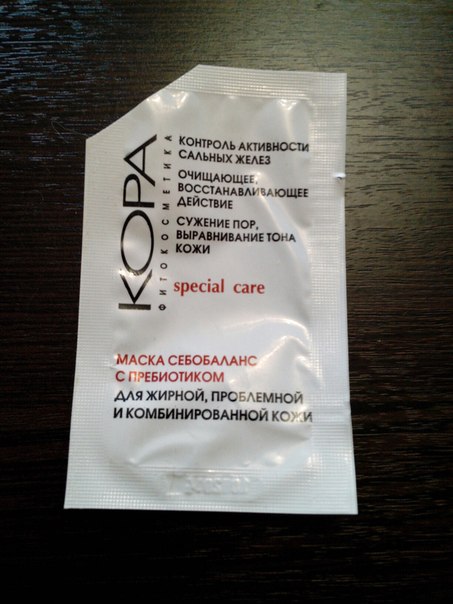 КОРА
ФИТОКОСМЕТИКА
КОНТРОЛЬ АКТИВНОСТИ
САЛЬНЫХ ЖЕЛЕЗ
ОЧИЩАЮЩЕЕ,
ВОССТАНАВЛИВАЮЩЕЕ
ДЕЙСТВИЕ
СУЖЕНИЕ ПОР,
ВЫРАВНИВАНИЕ ТОНА
КОЖИ
special care
МАСКА СЕБОБАЛАНС
С ПРЕБИОТИКОМ
ДЛЯ ЖИРНОЙ, ПРОБЛЕМНОЙ
И КОМБИНИРОВАННОЙ КОЖИ